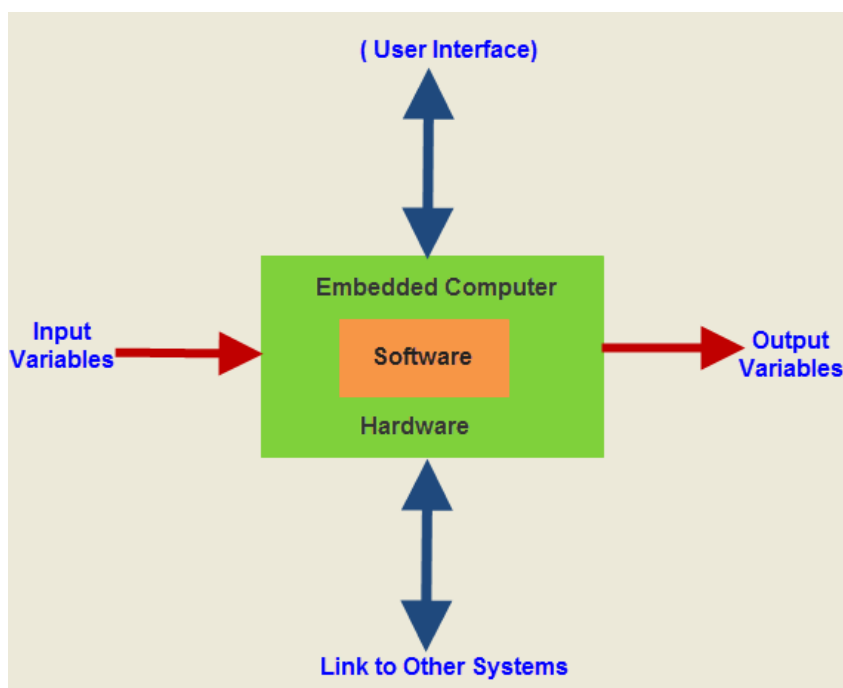 ( User Interface)
Embedded Computer
Input
Variables
Software
Output
Variables
Hardware
Link to Other Systems